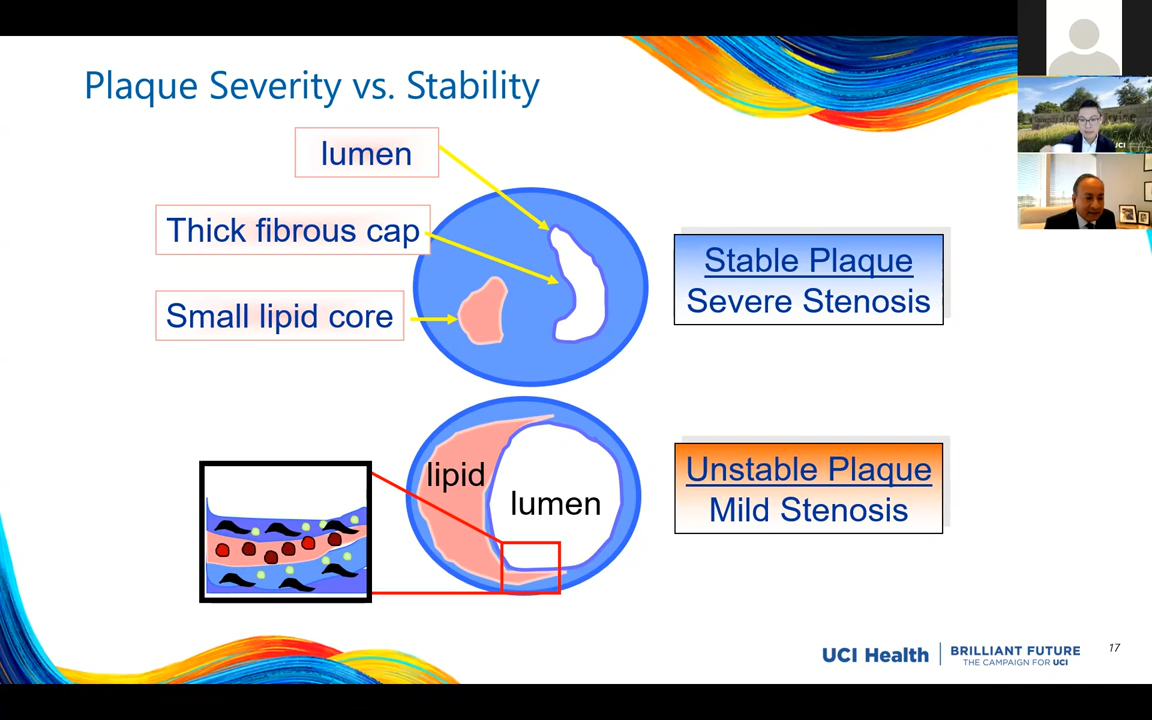 Plaque Severity vs. Stability
lumen
Thick fibrous cap
Small lipid core
Stable Plaque
Severe Stenosis
lipid
lumen
Unstable Plaque
Mild Stenosis
UCI Health
BRILLIANT FUTURE
THE CAMPAIGN FOR UCI
17
UCI